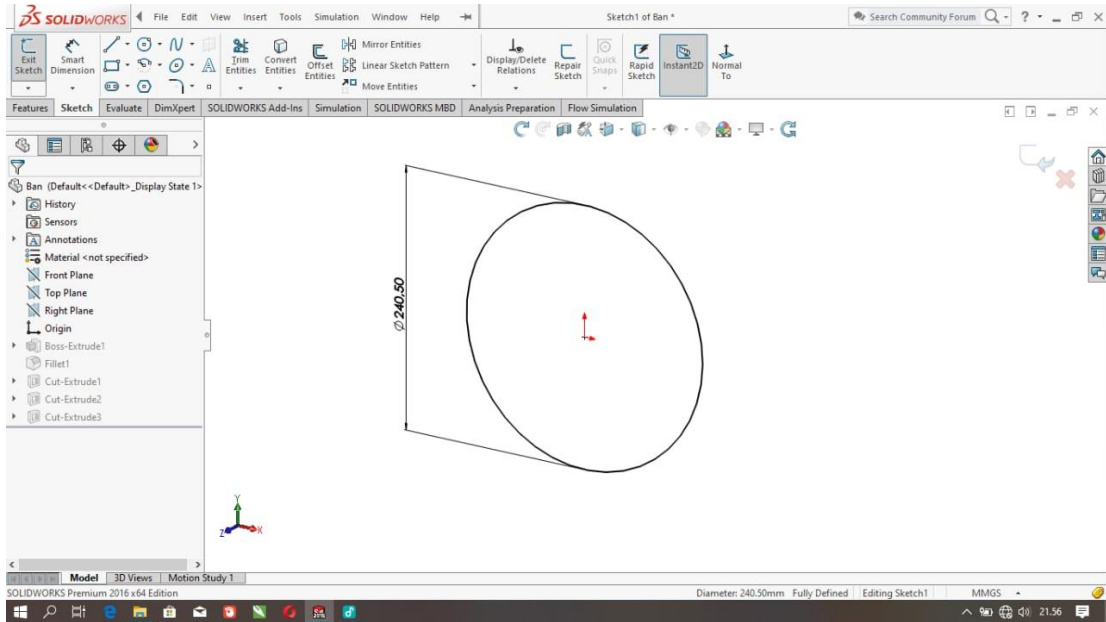 SOLIDWORKS File Edit View Insert Tools Simulation Window Help Sketch1 of Ban * Search Community Forum ?
Exit Sketch
Smart Dimension
Trim Entities
Convert Entities
Offset Entities
Mirror Entities
Linear Sketch Pattern
Move Entities
Display/Delete Relations
Repair Sketch
Quick Snaps
Rapid Sketch
Instant2D
Normal To
Features Sketch Evaluate DimXpert SOLIDWORKS Add-Ins Simulation SOLIDWORKS MBD Analysis Preparation Flow Simulation
Ban (Default<<Default>_Display State 1>
History
Sensors
Annotations
Material <not specified>
Front Plane
Top Plane
Right Plane
Origin
Boss-Extrude1
Fillet1
Cut-Extrude1
Cut-Extrude2
Cut-Extrude3
∅240,50
Y
Z X
Model 3D Views Motion Study 1
SOLIDWORKS Premium 2016 x64 Edition Diameter: 240.50mm Fully Defined Editing Sketch1 MMGS
21.56